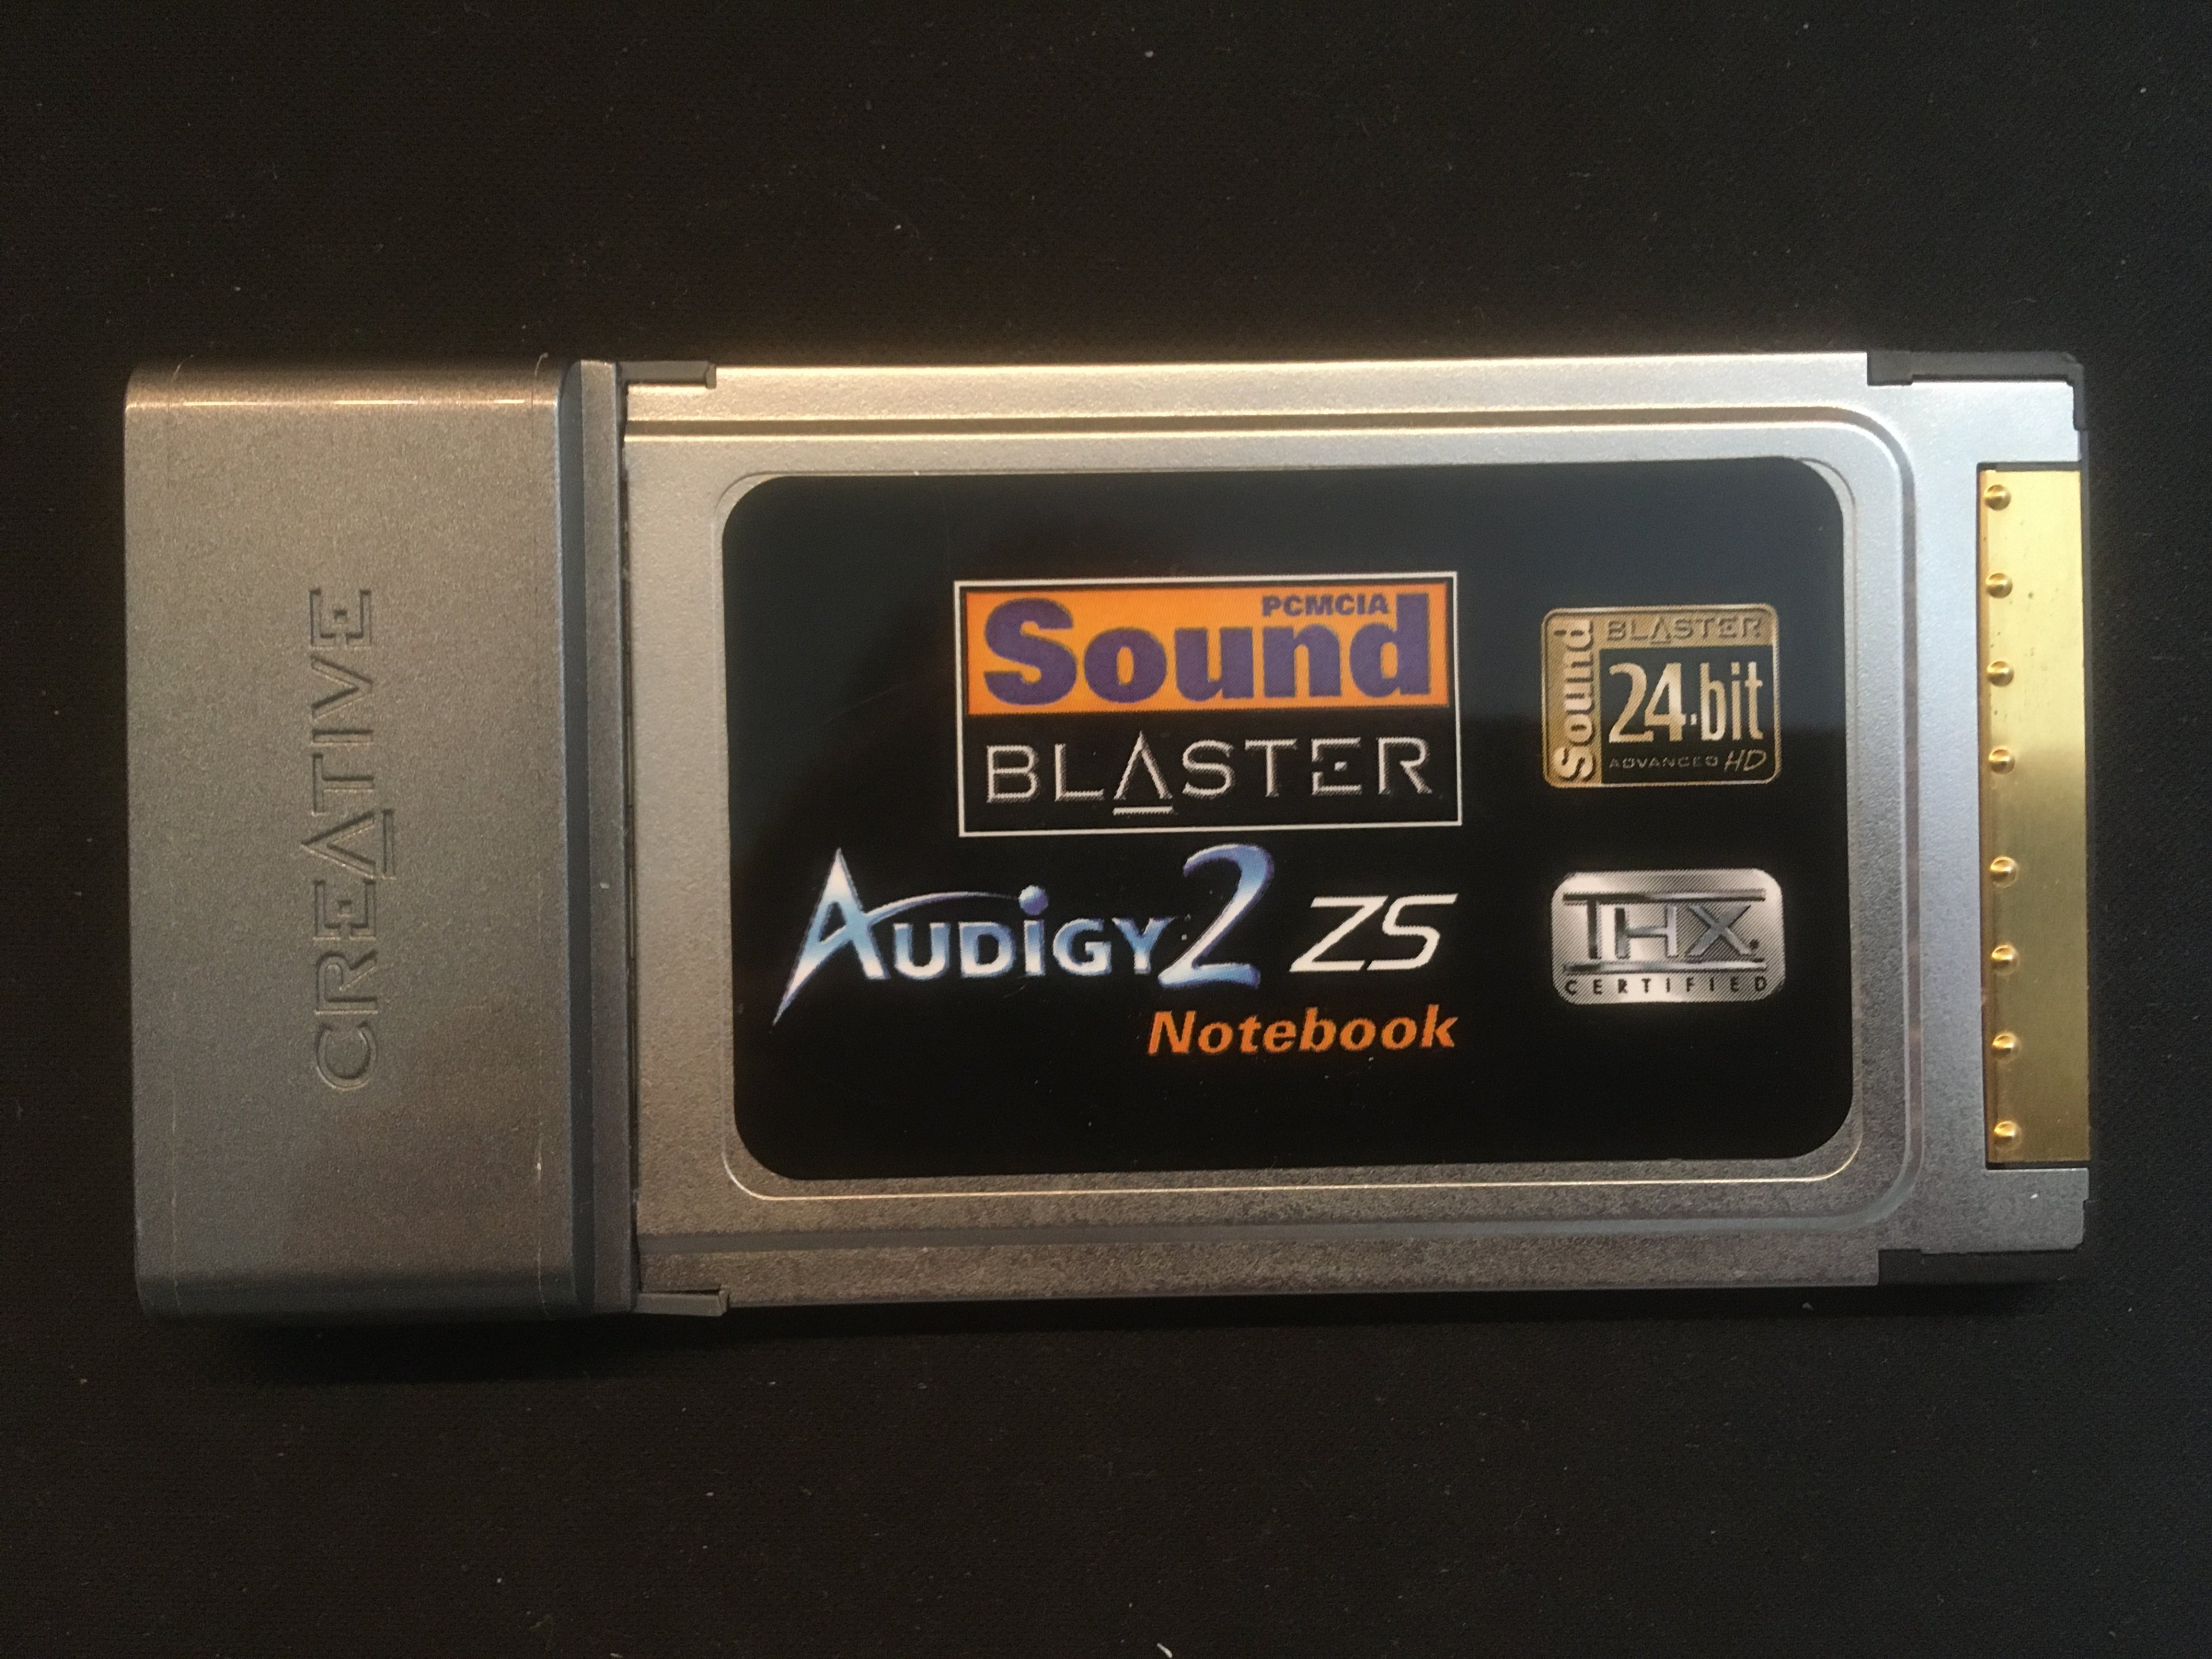 CREATIVE
PCMCIA
Sound
BLASTER
AUDiGY 2 ZS
Notebook
Sound
BLASTER
24·bit
ADVANCED HD
THX
CERTIFIED